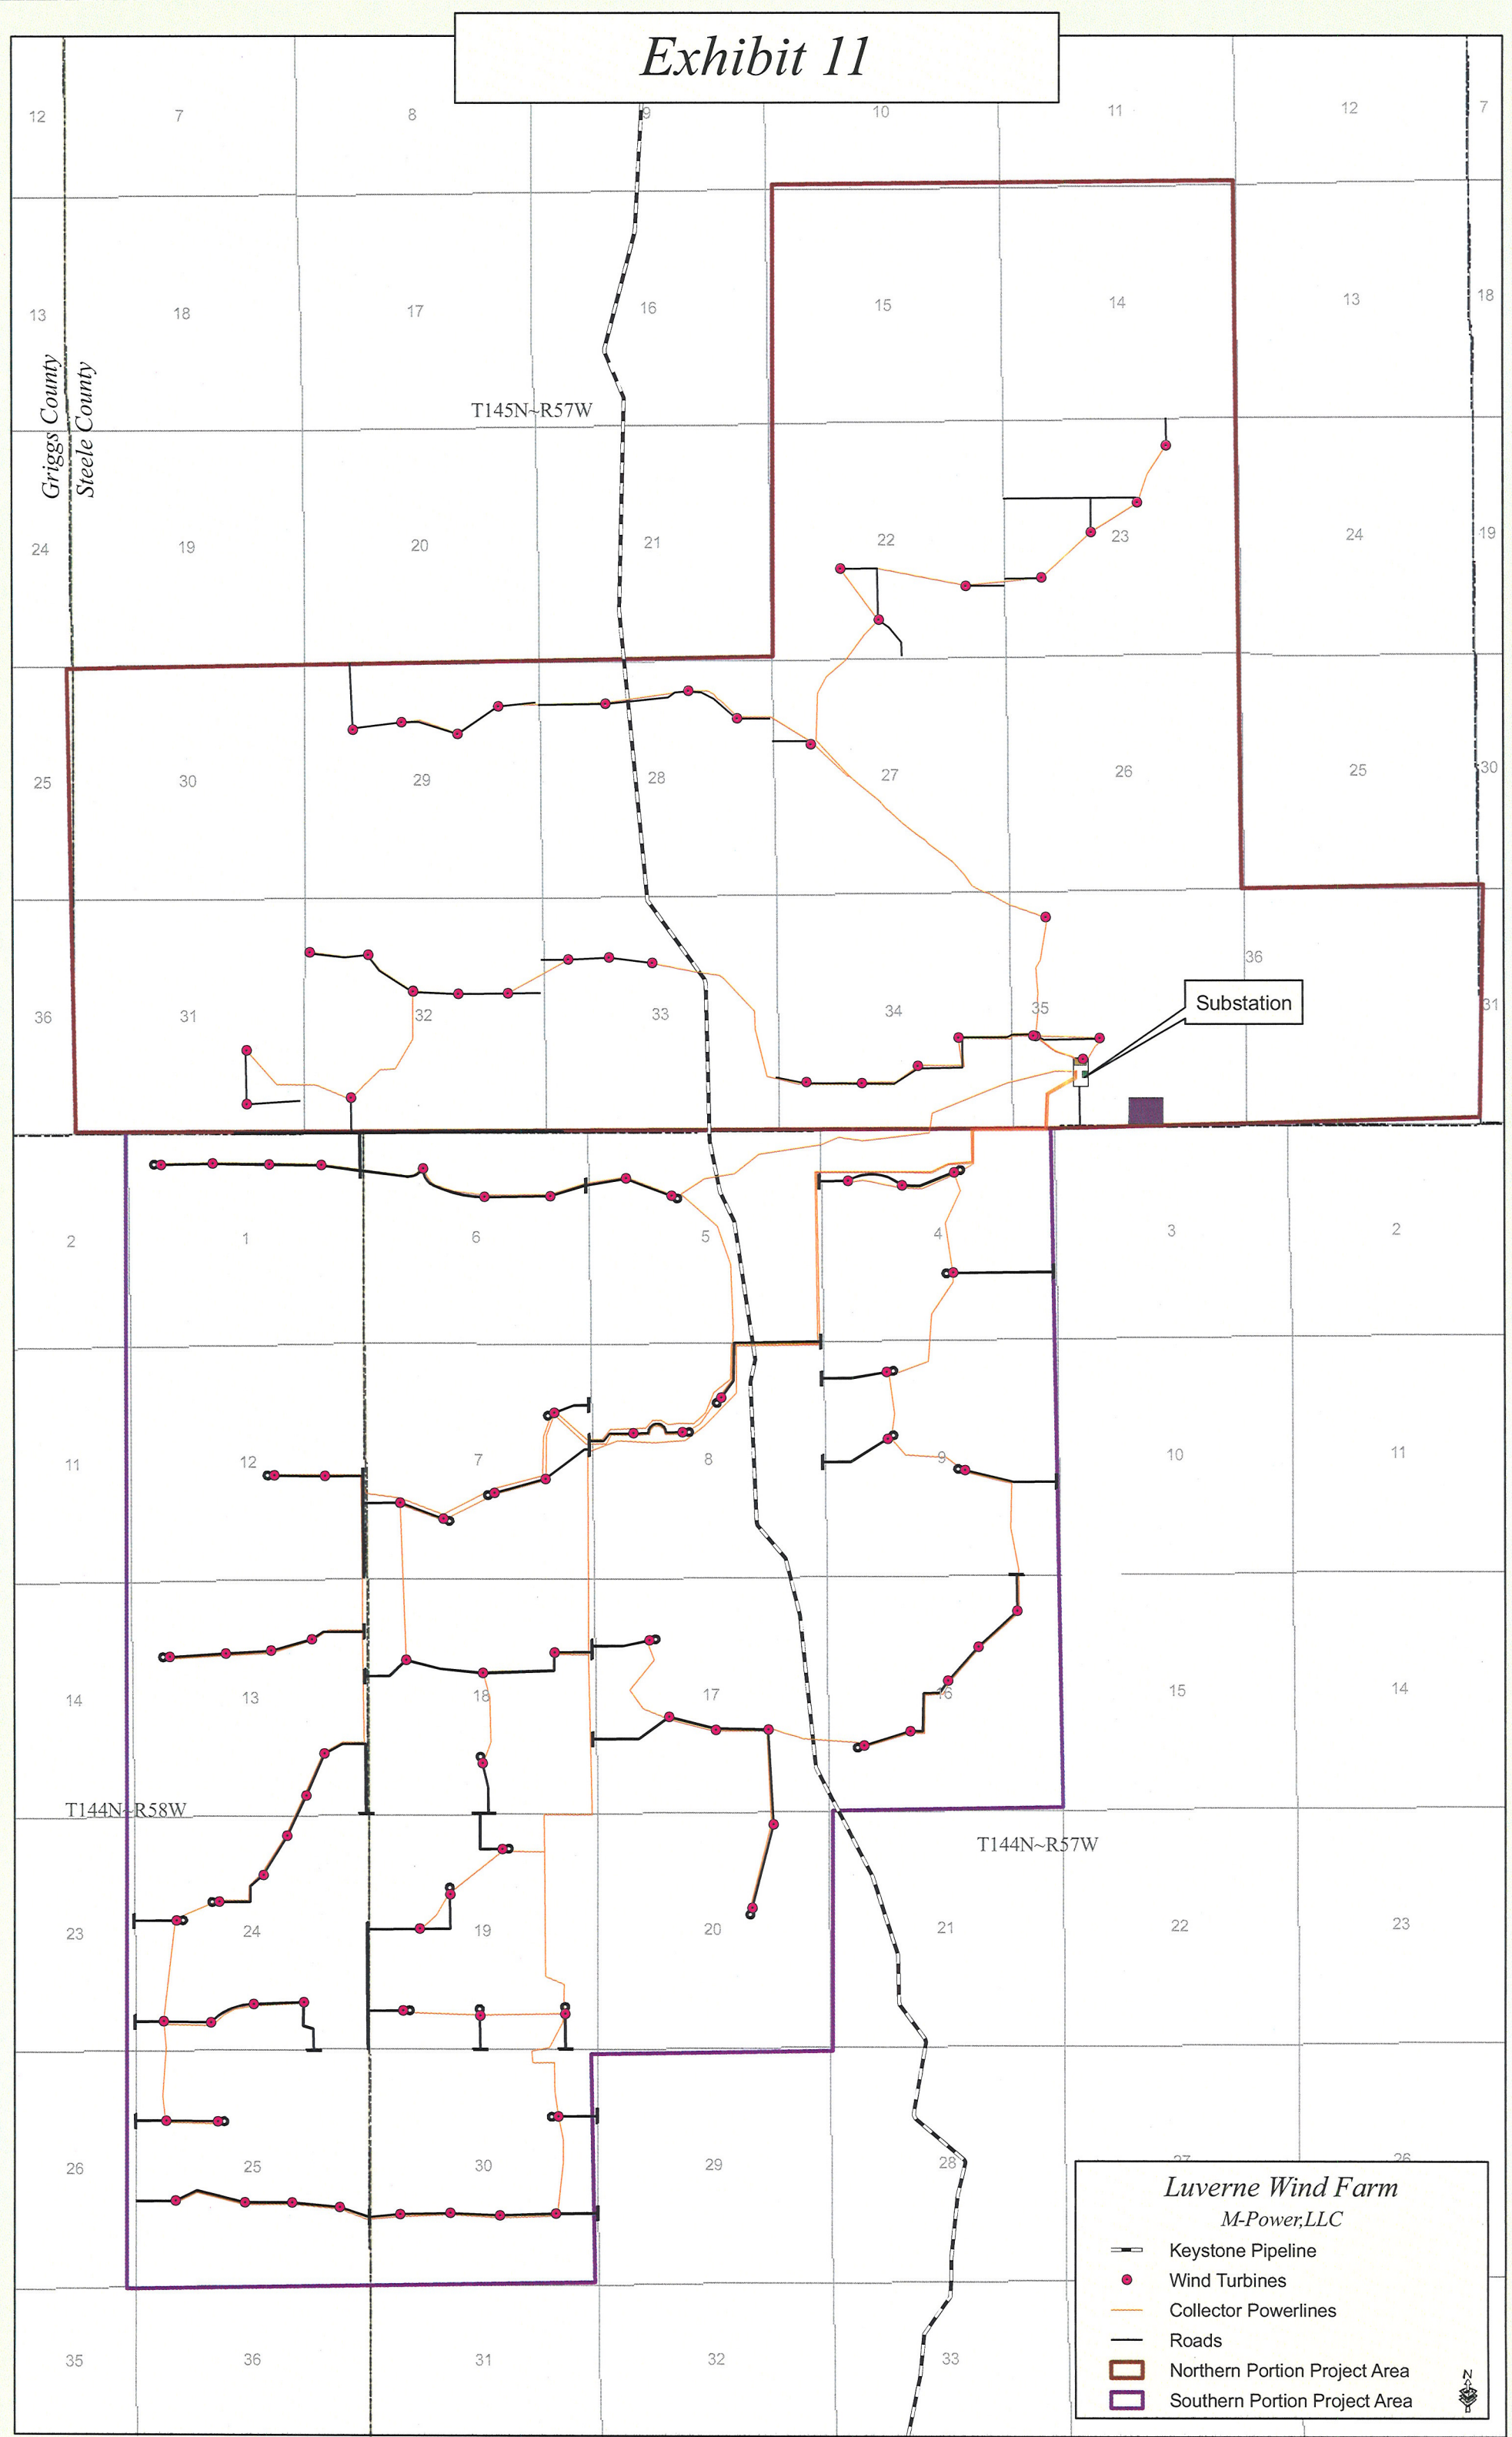 Exhibit 11
12 7 8 9 10 11 12 7
13 18 17 16 15 14 13 18
Griggs County
Steele County
T145N~R57W
24 19 20 21 22 23 24 19
25 30 29 28 27 26 25 30
36 31 32 33 34 35 36 31
Substation
2 1 6 5 4 3 2
11 12 7 8 9 10 11
14 13 18 17 16 15 14
T144N~R58W
T144N~R57W
23 24 19 20 21 22 23
26 25 30 29 28 27 26
35 36 31 32 33
Luverne Wind Farm
M-Power,LLC
Keystone Pipeline
Wind Turbines
Collector Powerlines
Roads
Northern Portion Project Area
Southern Portion Project Area
N